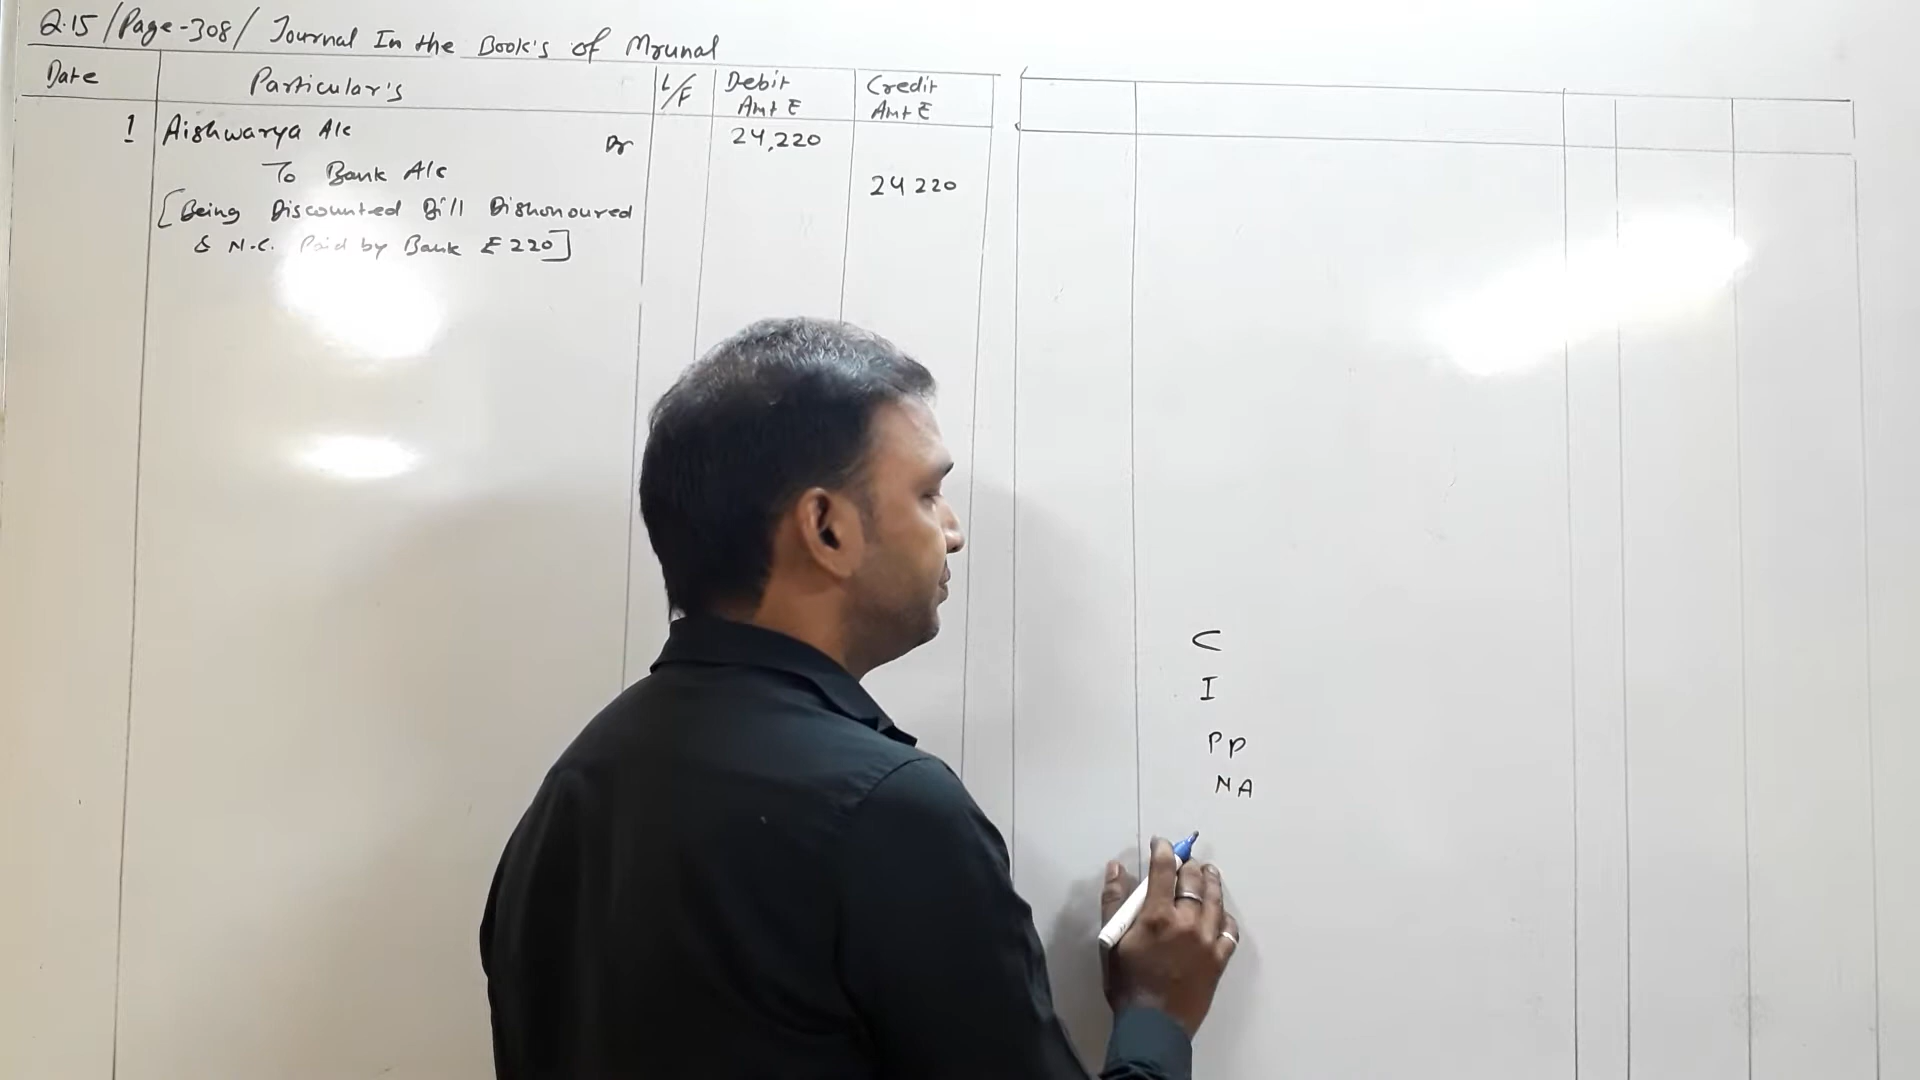 Q.15/Page-308/ Journal In the Book's of Mrunal
Date Particular's L/F Debit Amt ₹ Credit Amt ₹
1 Aishwarya A/c Dr 24,220
To Bank A/c 24 220
[Being Discounted Bill Dishonoured
& N.C. Paid by Bank ₹ 220]
C
I
PP
NA